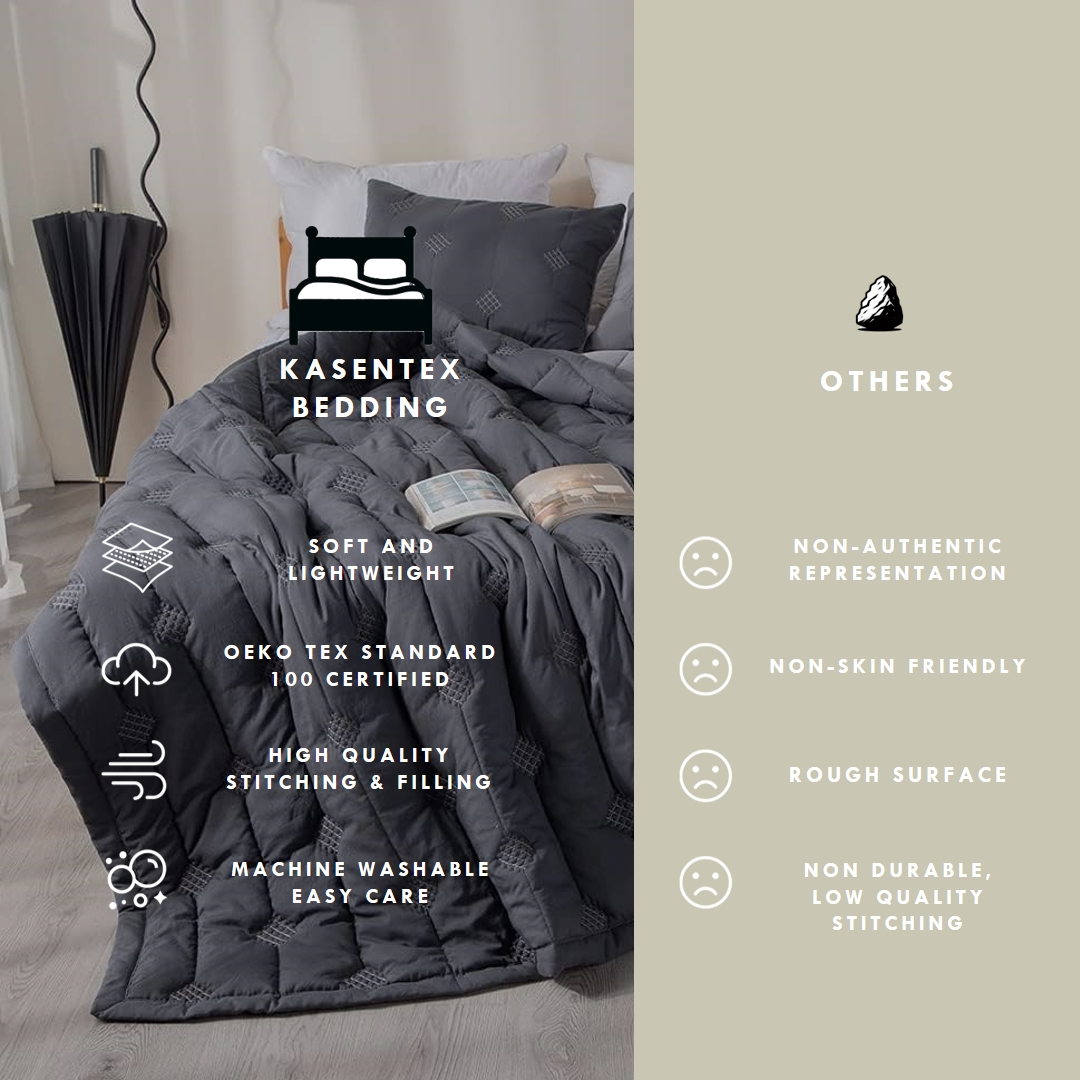 KASENTEX
BEDDING
SOFT AND
LIGHTWEIGHT
OEKO TEX STANDARD
100 CERTIFIED
HIGH QUALITY
STITCHING & FILLING
MACHINE WASHABLE
EASY CARE
OTHERS
NON-AUTHENTIC
REPRESENTATION
NON-SKIN FRIENDLY
ROUGH SURFACE
NON DURABLE,
LOW QUALITY
STITCHING